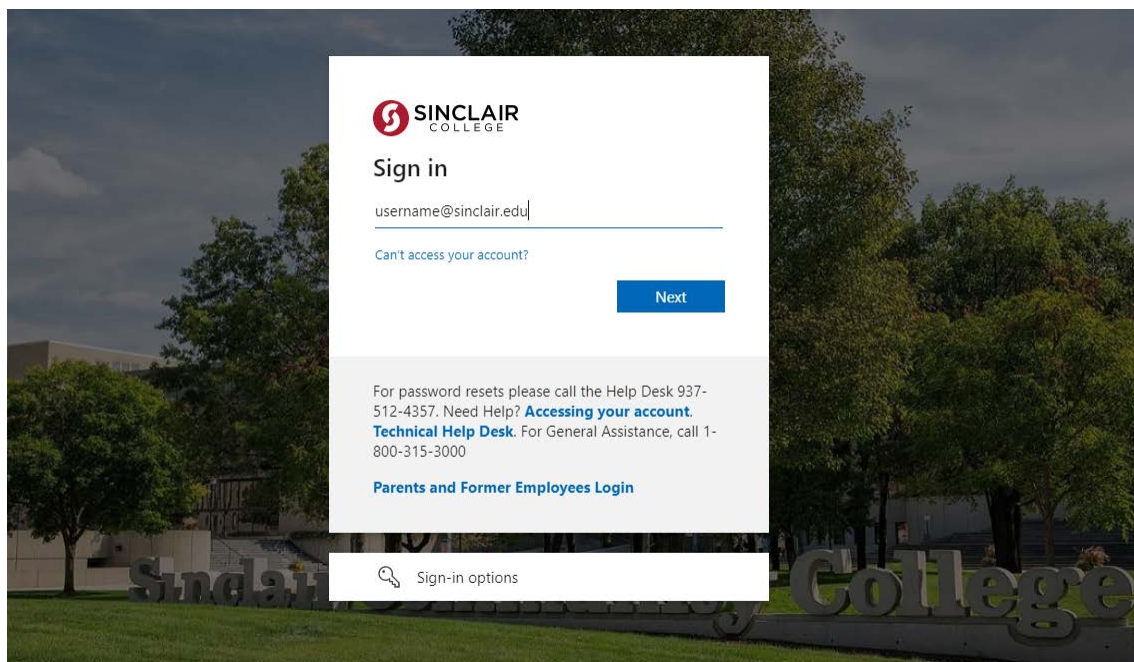 SINCLAIR
COLLEGE
Sign in
username@sinclair.edu
Can't access your account?
Next
For password resets please call the Help Desk 937-
512-4357. Need Help? Accessing your account.
Technical Help Desk. For General Assistance, call 1-
800-315-3000
Parents and Former Employees Login
Sign-in options
Sinclair Community College